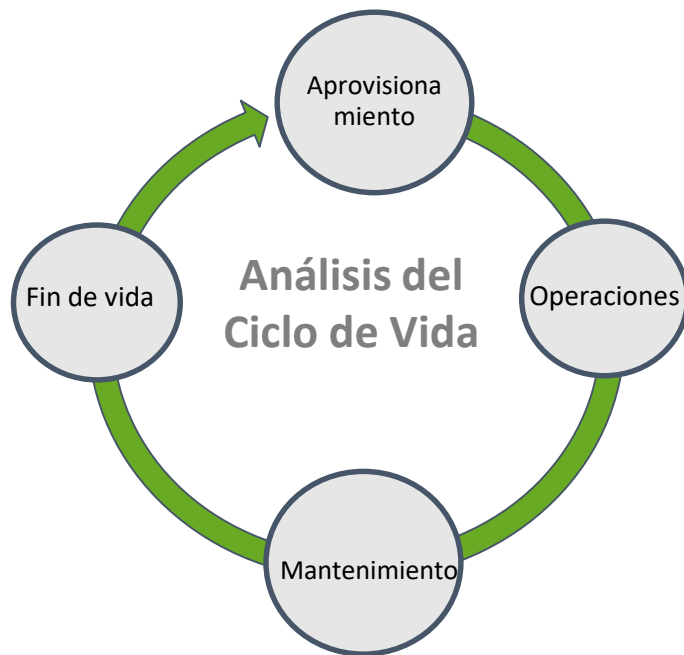 Aprovisiona
miento
Análisis del
Ciclo de Vida
Fin de vida
Operaciones
Mantenimiento